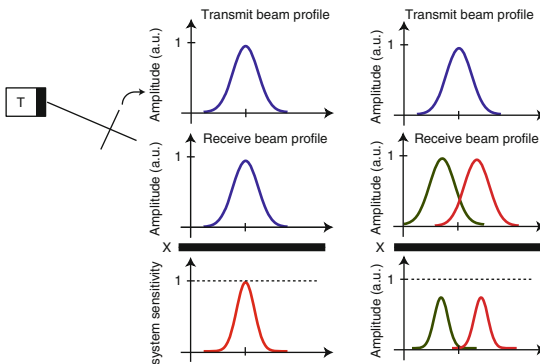 Transmit beam profile
Transmit beam profile
Amplitude (a.u.)
1
Amplitude (a.u.)
1
T
Receive beam profile
Receive beam profile
Amplitude (a.u.)
1
Amplitude (a.u.)
1
X
X
system sensitivity
1
Amplitude (a.u.)
1